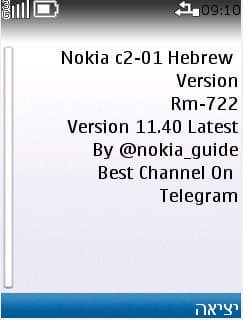 09:10
Nokia c2-01 Hebrew
Version
Rm-722
Version 11.40 Latest
By @nokia_guide
Best Channel On
Telegram
יציאה